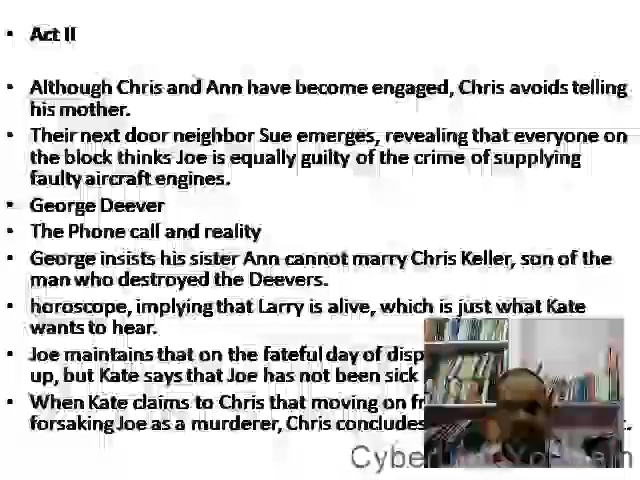 Act II
Although Chris and Ann have become engaged, Chris avoids telling
his mother.
Their next door neighbor Sue emerges, revealing that everyone on
the block thinks Joe is equally guilty of the crime of supplying
faulty aircraft engines.
George Deever
The Phone call and reality
George insists his sister Ann cannot marry Chris Keller, son of the
man who destroyed the Deevers.
horoscope, implying that Larry is alive, which is just what Kate
wants to hear.
Joe maintains that on the fateful day of
up, but Kate says that Joe has not been sick
When Kate claims to Chris that moving on
forsaking Joe as a murderer, Chris concludes